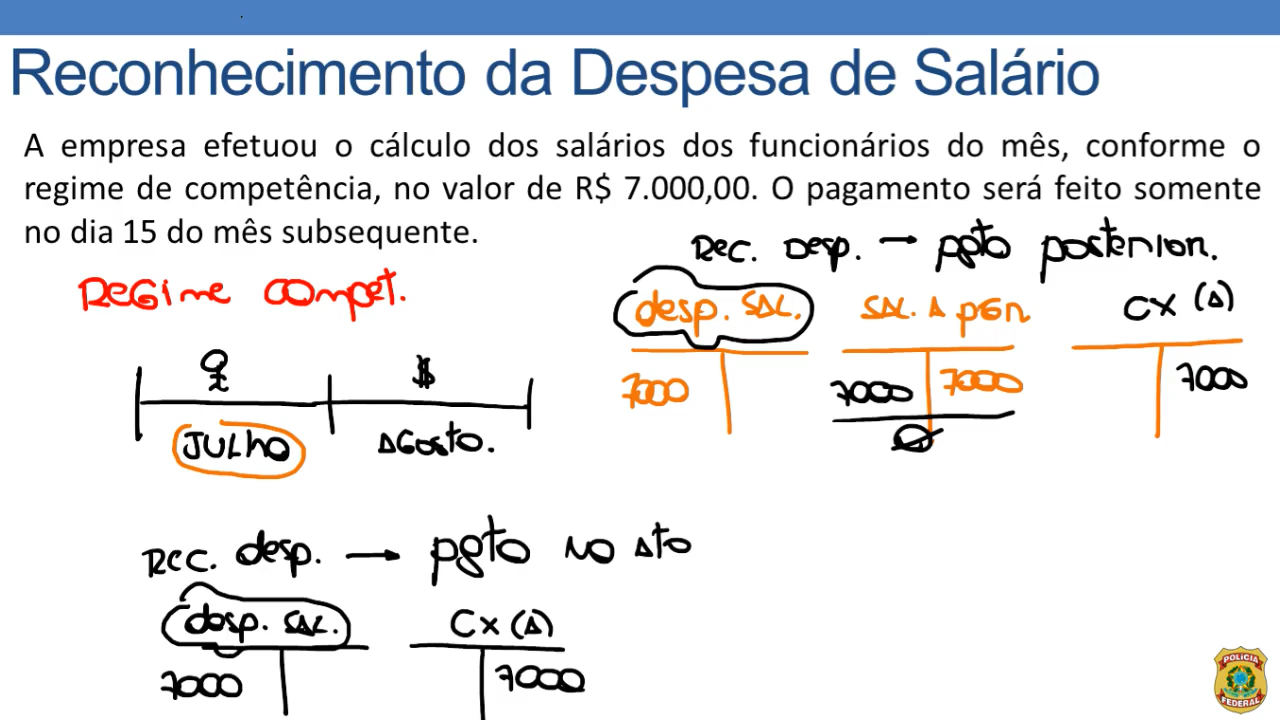 Reconhecimento da Despesa de Salário
A empresa efetuou o cálculo dos salários dos funcionários do mês, conforme o
regime de competência, no valor de R$ 7.000,00. O pagamento será feito somente
no dia 15 do mês subsequente.
Rec. Desp. → pgto posterior.
Regime compet.
desp. SAL. SAL. A pgr CX (A)
7000 7000 7000 7000
$
JULHO Agosto.
Rec. desp. → pgto no ato
desp. SAL. CX (A)
7000 7000
POLÍCIA
FEDERAL